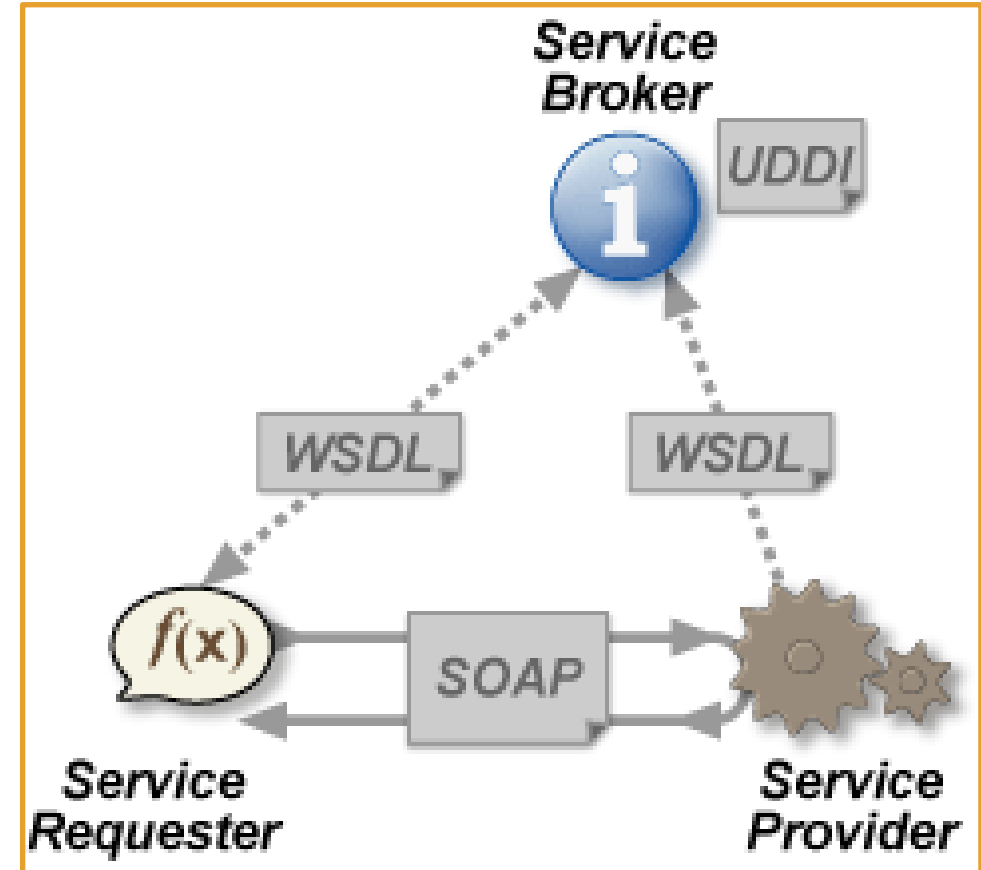 Service
Broker
UDDI
i
WSDL
WSDL
f(x)
SOAP
Service
Requester
Service
Provider